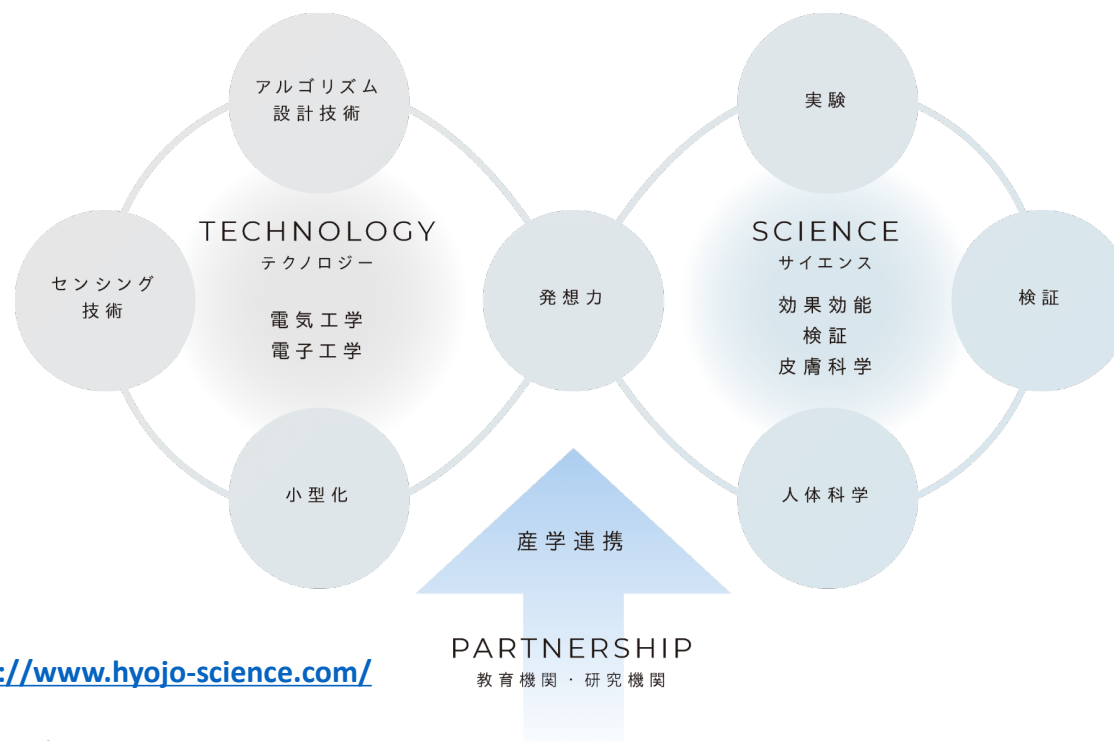 アルゴリズム
設計技術
実験
TECHNOLOGY
テクノロジー
SCIENCE
サイエンス
センシング
技術
電気工学
電子工学
発想力
効果効能
検証
皮膚科学
検証
小型化
人体科学
産学連携
PARTNERSHIP
教育機関・研究機関
://www.hyojo-science.com/